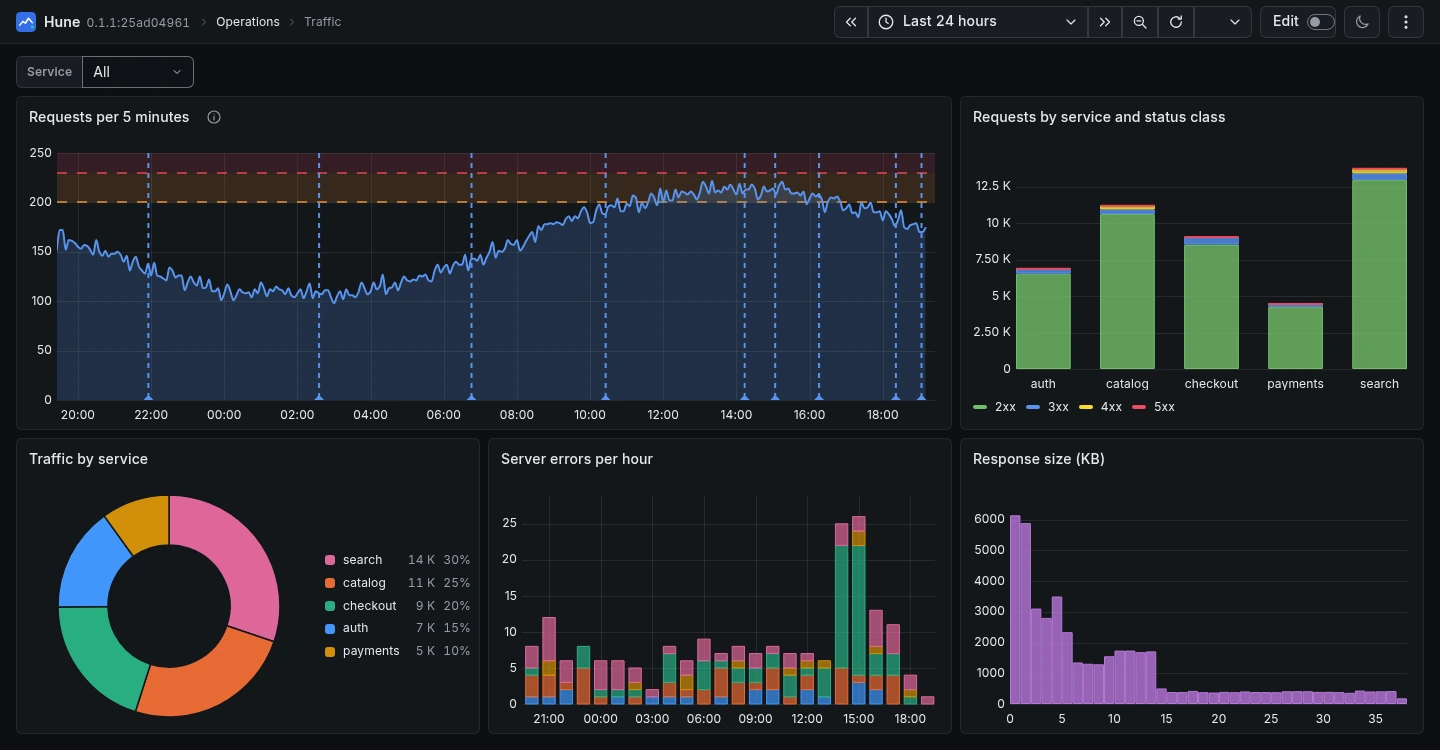 Hune 0.1.1:25ad04961 > Operations > Traffic
Last 24 hours
Edit
Service All
Requests per 5 minutes
250
200
150
100
50
0
20:00 22:00 00:00 02:00 04:00 06:00 08:00 10:00 12:00 14:00 16:00 18:00
Requests by service and status class
12.5 K
10 K
7.50 K
5 K
2.50 K
0
auth catalog checkout payments search
2xx 3xx 4xx 5xx
Traffic by service
search 14 K 30%
catalog 11 K 25%
checkout 9 K 20%
auth 7 K 15%
payments 5 K 10%
Server errors per hour
25
20
15
10
5
0
21:00 00:00 03:00 06:00 09:00 12:00 15:00 18:00
Response size (KB)
6000
5000
4000
3000
2000
1000
0
0 5 10 15 20 25 30 35